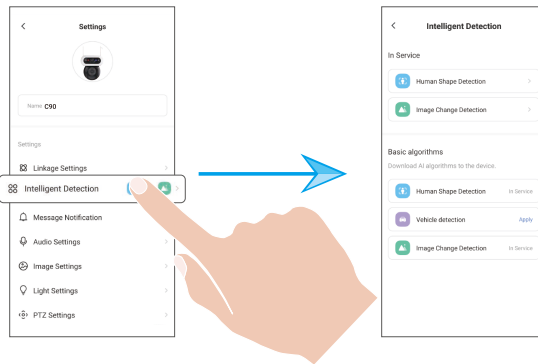 Settings
Name C90
Settings
Linkage Settings
Intelligent Detection
Message Notification
Audio Settings
Image Settings
Light Settings
PTZ Settings
Intelligent Detection
In Service
Human Shape Detection
Image Change Detection
Basic algorithms
Download AI algorithms to the device.
Human Shape Detection In Service
Vehicle detection Apply
Image Change Detection In Service